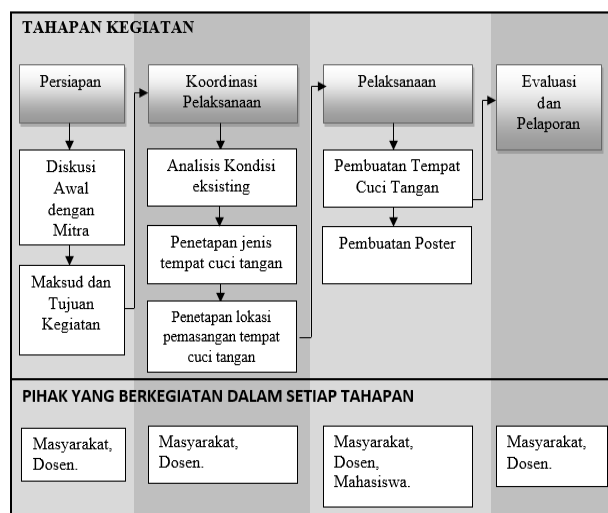 TAHAPAN KEGIATAN
Persiapan
Diskusi
Awal
dengan
Mitra
Maksud dan
Tujuan
Kegiatan
Koordinasi
Pelaksanaan
Analisis Kondisi
eksisting
Penetapan jenis
tempat cuci tangan
Penetapan lokasi
pemasangan tempat
cuci tangan
Pelaksanaan
Pembuatan Tempat
Cuci Tangan
Pembuatan Poster
Evaluasi
dan
Pelaporan
PIHAK YANG BERKEGIATAN DALAM SETIAP TAHAPAN
Masyarakat,
Dosen.
Masyarakat,
Dosen.
Masyarakat,
Dosen,
Mahasiswa.
Masyarakat,
Dosen.